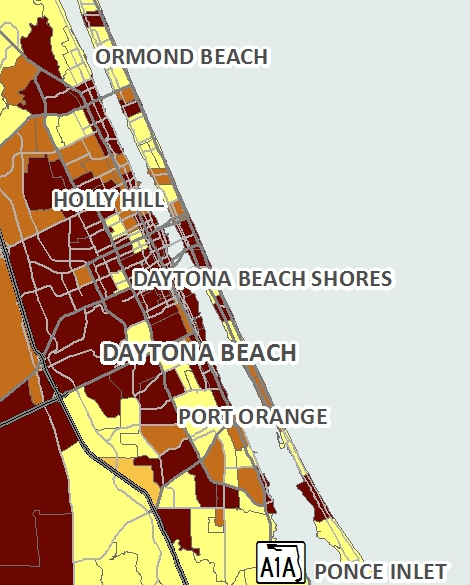 ORMOND BEACH
HOLLY HILL
DAYTONA BEACH SHORES
DAYTONA BEACH
PORT ORANGE
A1A
PONCE INLET